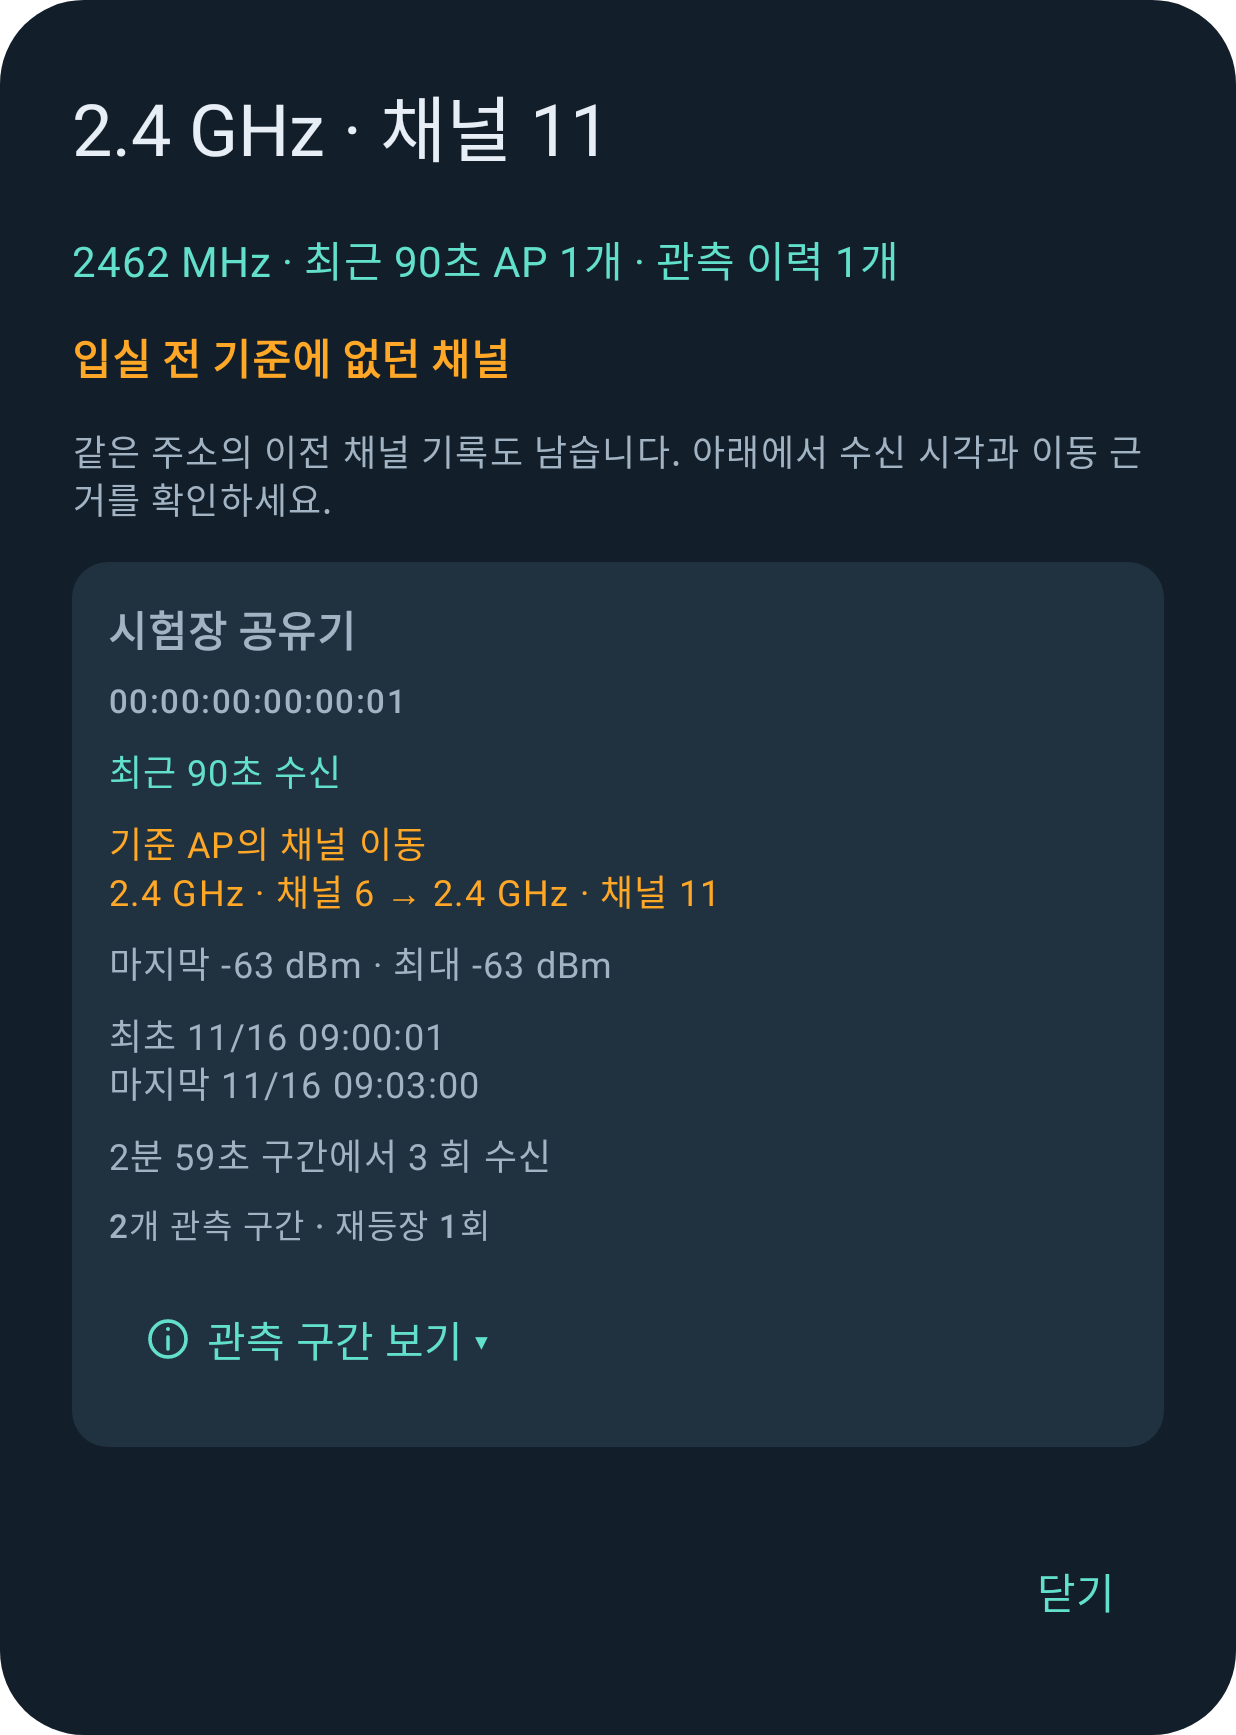 2.4 GHz · 채널 11
2462 MHz · 최근 90초 AP 1개 · 관측 이력 1개
입실 전 기준에 없던 채널
같은 주소의 이전 채널 기록도 남습니다. 아래에서 수신 시각과 이동 근
거를 확인하세요.
시험장 공유기
00:00:00:00:00:01
최근 90초 수신
기준 AP의 채널 이동
2.4 GHz · 채널 6 → 2.4 GHz · 채널 11
마지막 -63 dBm · 최대 -63 dBm
최초 11/16 09:00:01
마지막 11/16 09:03:00
2분 59초 구간에서 3 회 수신
2개 관측 구간 · 재등장 1회
관측 구간 보기 ▾
닫기